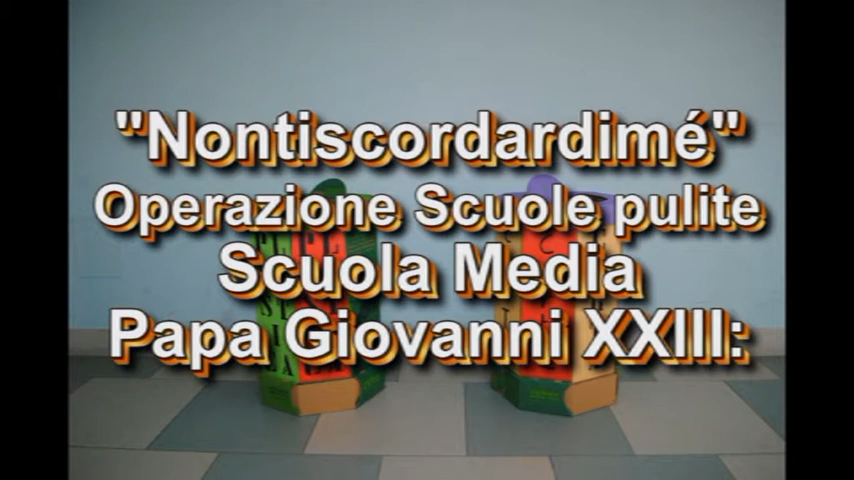 "Nontiscordardimé"
Operazione Scuole pulite
Scuola Media
Papa Giovanni XXIII: